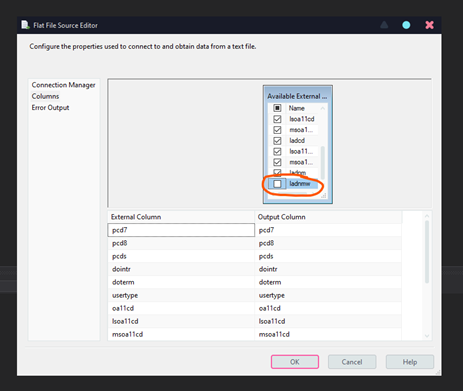 Flat File Source Editor
Configure the properties used to connect to and obtain data from a text file.
Connection Manager
Columns
Error Output
Available External ...
Name
lsoa11cd
msoa1...
ladcd
lsoa11...
msoa1...
ladnm
ladnmw
External Column Output Column
pcd7 pcd7
pcd8 pcd8
pcds pcds
dointr dointr
doterm doterm
usertype usertype
oa11cd oa11cd
lsoa11cd lsoa11cd
msoa11cd msoa11cd
OK Cancel Help